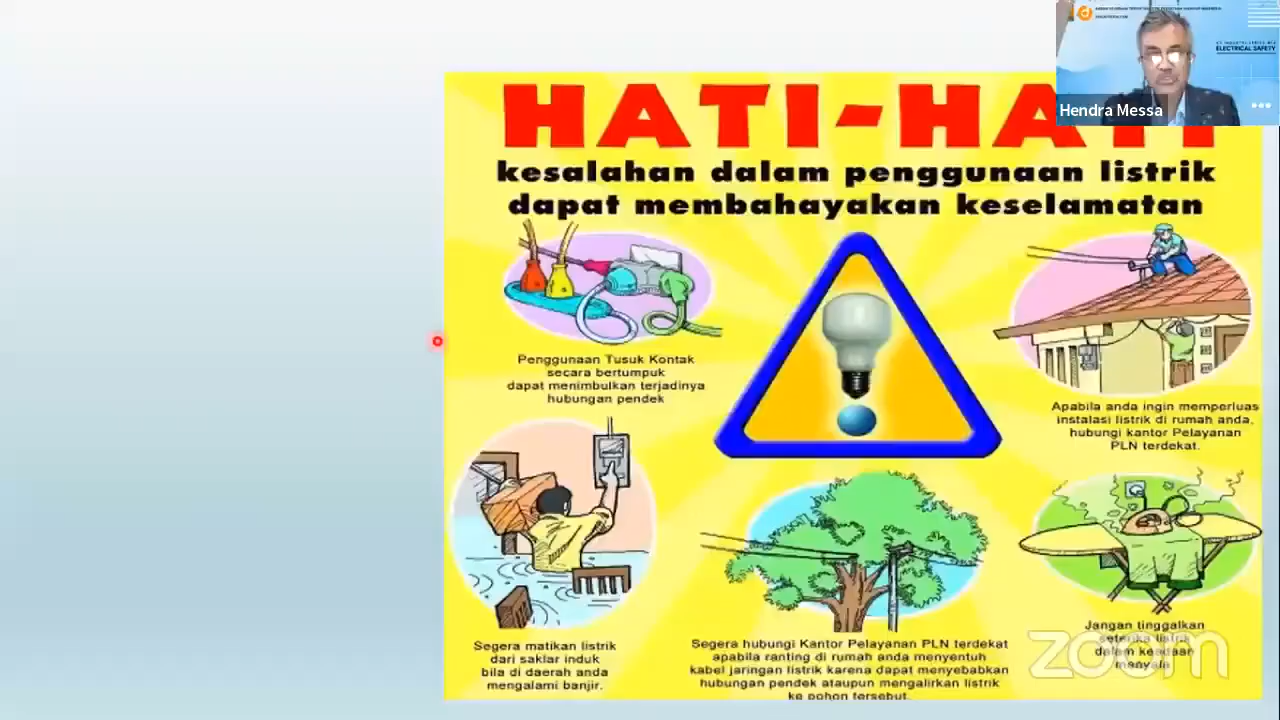 ELECTRICAL SAFETY
Hendra Messa
HATI-HATI
kesalahan dalam penggunaan listrik
dapat membahayakan keselamatan
Penggunaan Tusuk Kontak
secara bertumpuk
dapat menimbulkan terjadinya
hubungan pendek
Apabila anda ingin memperluas
instalasi listrik di rumah anda,
hubungi kantor Pelayanan
PLN terdekat.
Segera matikan listrik
dari saklar induk
bila di daerah anda
mengalami banjir.
Segera hubungi Kantor Pelayanan PLN terdekat
apabila ranting di rumah anda menyentuh
kabel jaringan listrik karena dapat menyebabkan
hubungan pendek ataupun mengalirkan listrik
ke pohon tersebut.
Jangan tinggalkan
seterika listrik
dalam keadaan
menyala
zoom